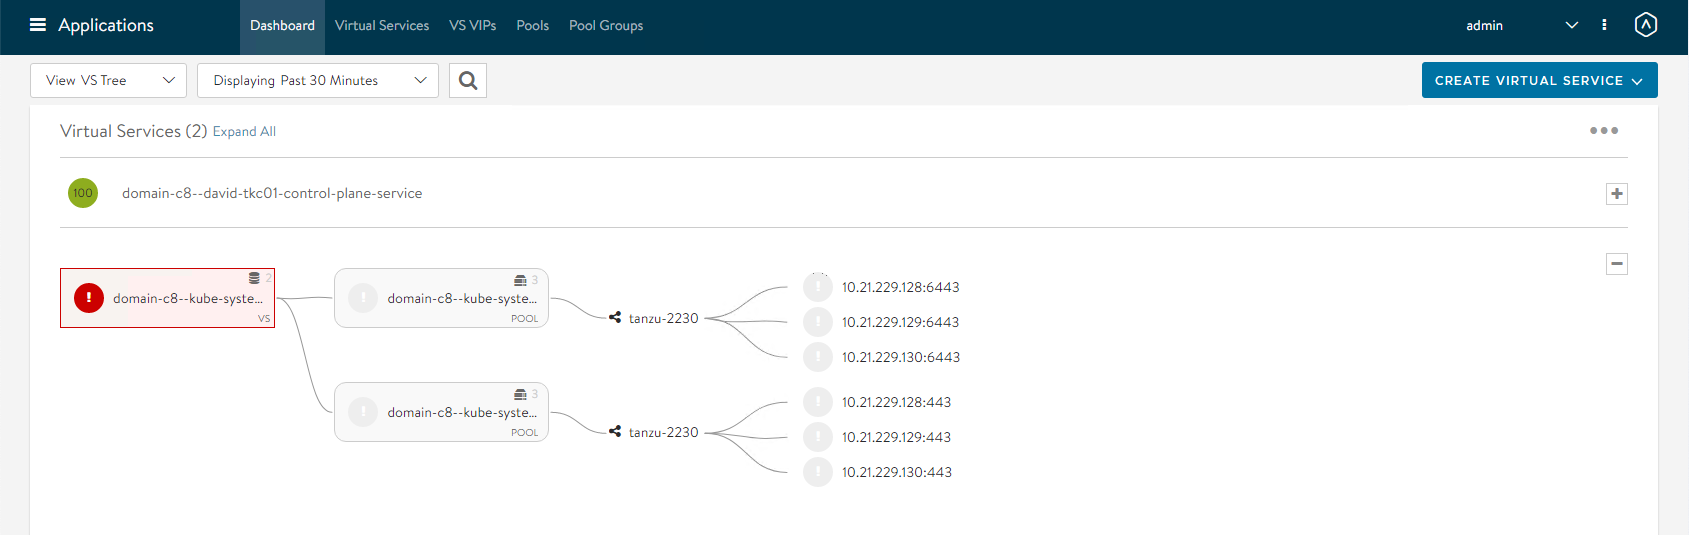 Applications Dashboard Virtual Services VS VIPs Pools Pool Groups admin
View VS Tree Displaying Past 30 Minutes CREATE VIRTUAL SERVICE
Virtual Services (2) Expand All
100 domain-c8--david-tkc01-control-plane-service
2
domain-c8--kube-syste...
VS
3
domain-c8--kube-syste...
POOL
tanzu-2230
10.21.229.128:6443
10.21.229.129:6443
10.21.229.130:6443
3
domain-c8--kube-syste...
POOL
tanzu-2230
10.21.229.128:443
10.21.229.129:443
10.21.229.130:443